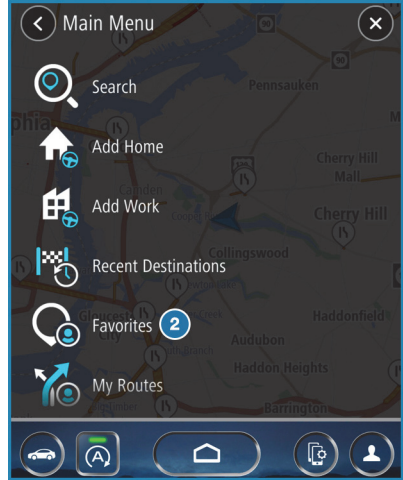 Main Menu
90
Search
Pennsauken
Add Home
Cherry Hill
Mall
Camden
Add Work
Cherry Hill
Collingswood
Recent Destinations
Favorites 2
Haddonfield
Audubon
Haddon Heights
My Routes
Barrington
A